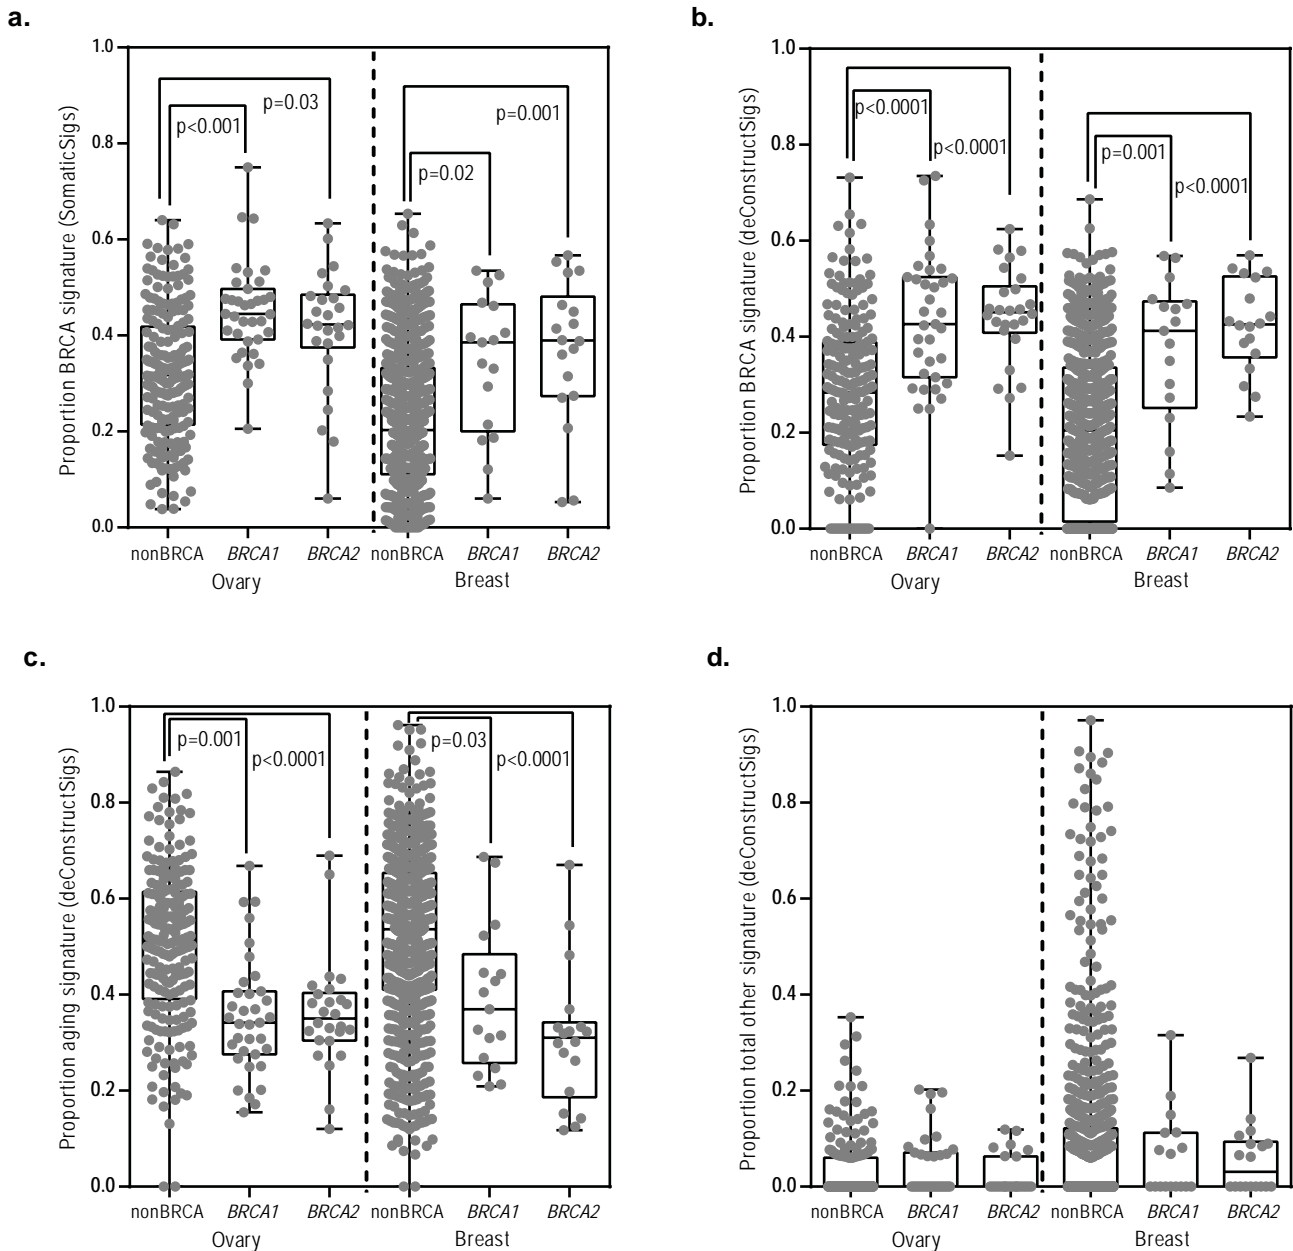 a.
Proportion BRCA signature (SomaticSigs)
1.0
0.8
0.6
0.4
0.2
0.0
p<0.001
p=0.03
p=0.02
p=0.001
nonBRCA BRCA1 BRCA2 nonBRCA BRCA1 BRCA2
Ovary Breast
b.
Proportion BRCA signature (deConstructSigs)
1.0
0.8
0.6
0.4
0.2
0.0
p<0.0001
p<0.0001
p=0.001
p<0.0001
nonBRCA BRCA1 BRCA2 nonBRCA BRCA1 BRCA2
Ovary Breast
c.
Proportion aging signature (deConstructSigs)
1.0
0.8
0.6
0.4
0.2
0.0
p=0.001
p<0.0001
p=0.03
p<0.0001
nonBRCA BRCA1 BRCA2 nonBRCA BRCA1 BRCA2
Ovary Breast
d.
Proportion total other signature (deConstructSigs)
1.0
0.8
0.6
0.4
0.2
0.0
nonBRCA BRCA1 BRCA2 nonBRCA BRCA1 BRCA2
Ovary Breast